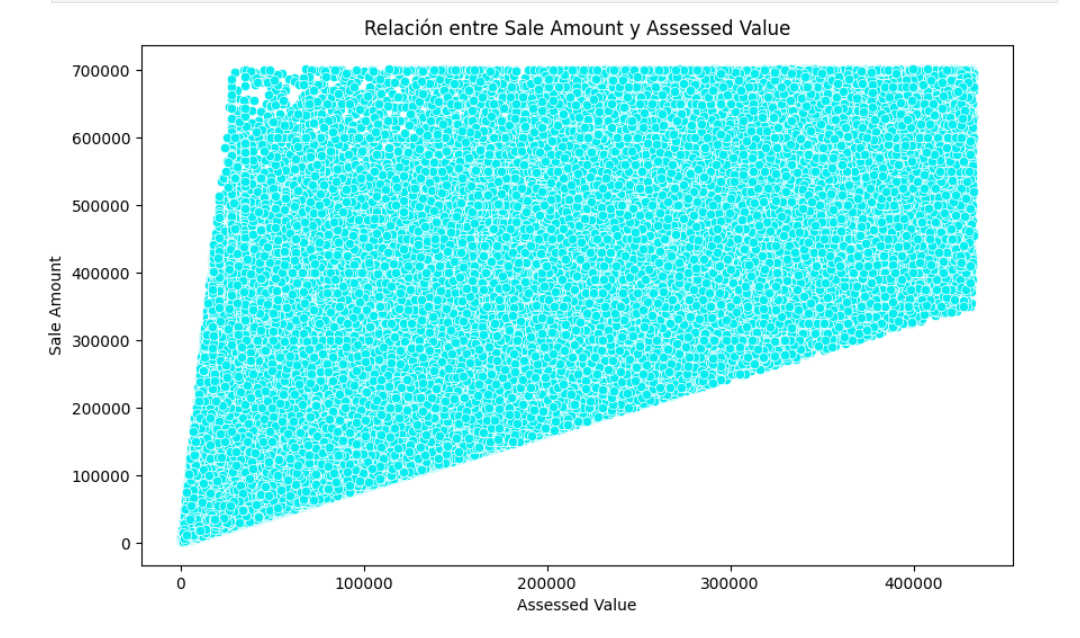 Relación entre Sale Amount y Assessed Value
700000
600000
500000
400000
300000
200000
100000
0
Sale Amount
0 100000 200000 300000 400000
Assessed Value